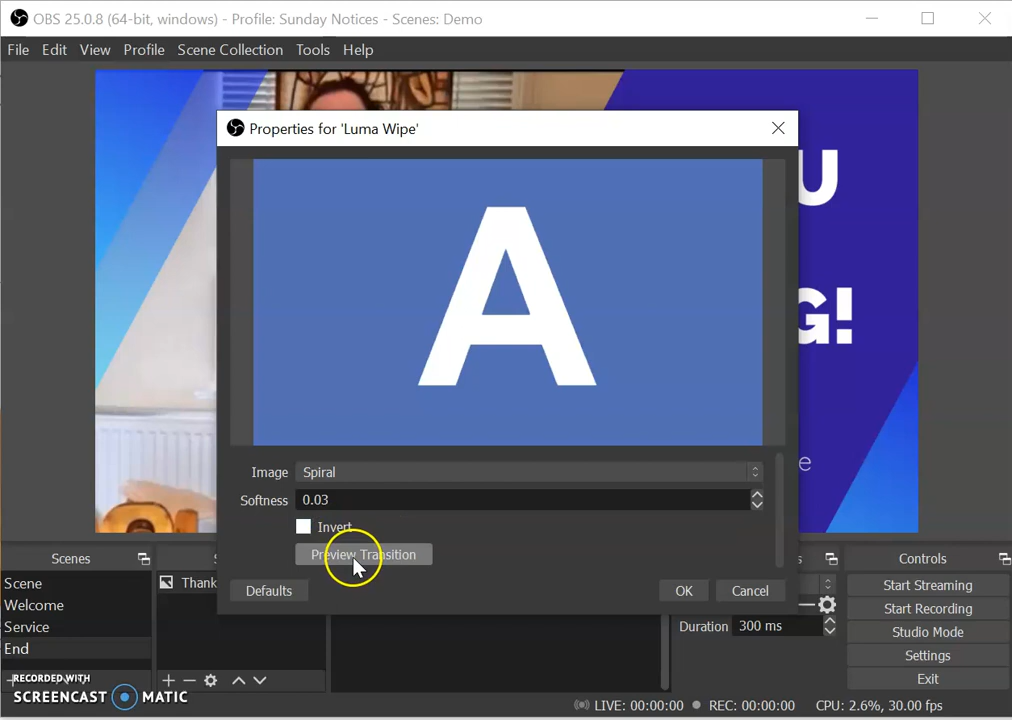 OBS 25.0.8 (64-bit, windows) - Profile: Sunday Notices - Scenes: Demo
File Edit View Profile Scene Collection Tools Help
Properties for 'Luma Wipe'
U
A
G!
Image Spiral
e
Softness 0.03
Invert
Preview Transition
Defaults OK Cancel
Scenes S s Controls
Scene
Welcome
Service
End
Thank
Duration 300 ms
Start Streaming
Start Recording
Studio Mode
Settings
Exit
RECORDED WITH
SCREENCAST MATIC
LIVE: 00:00:00 REC: 00:00:00 CPU: 2.6%, 30.00 fps